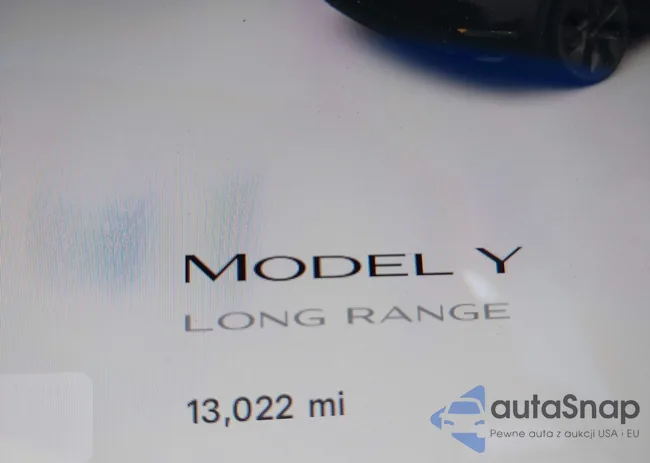 MODEL Y
LONG RANGE
13,022 mi
autaSnap
Pewne auta z aukcji USA i EU